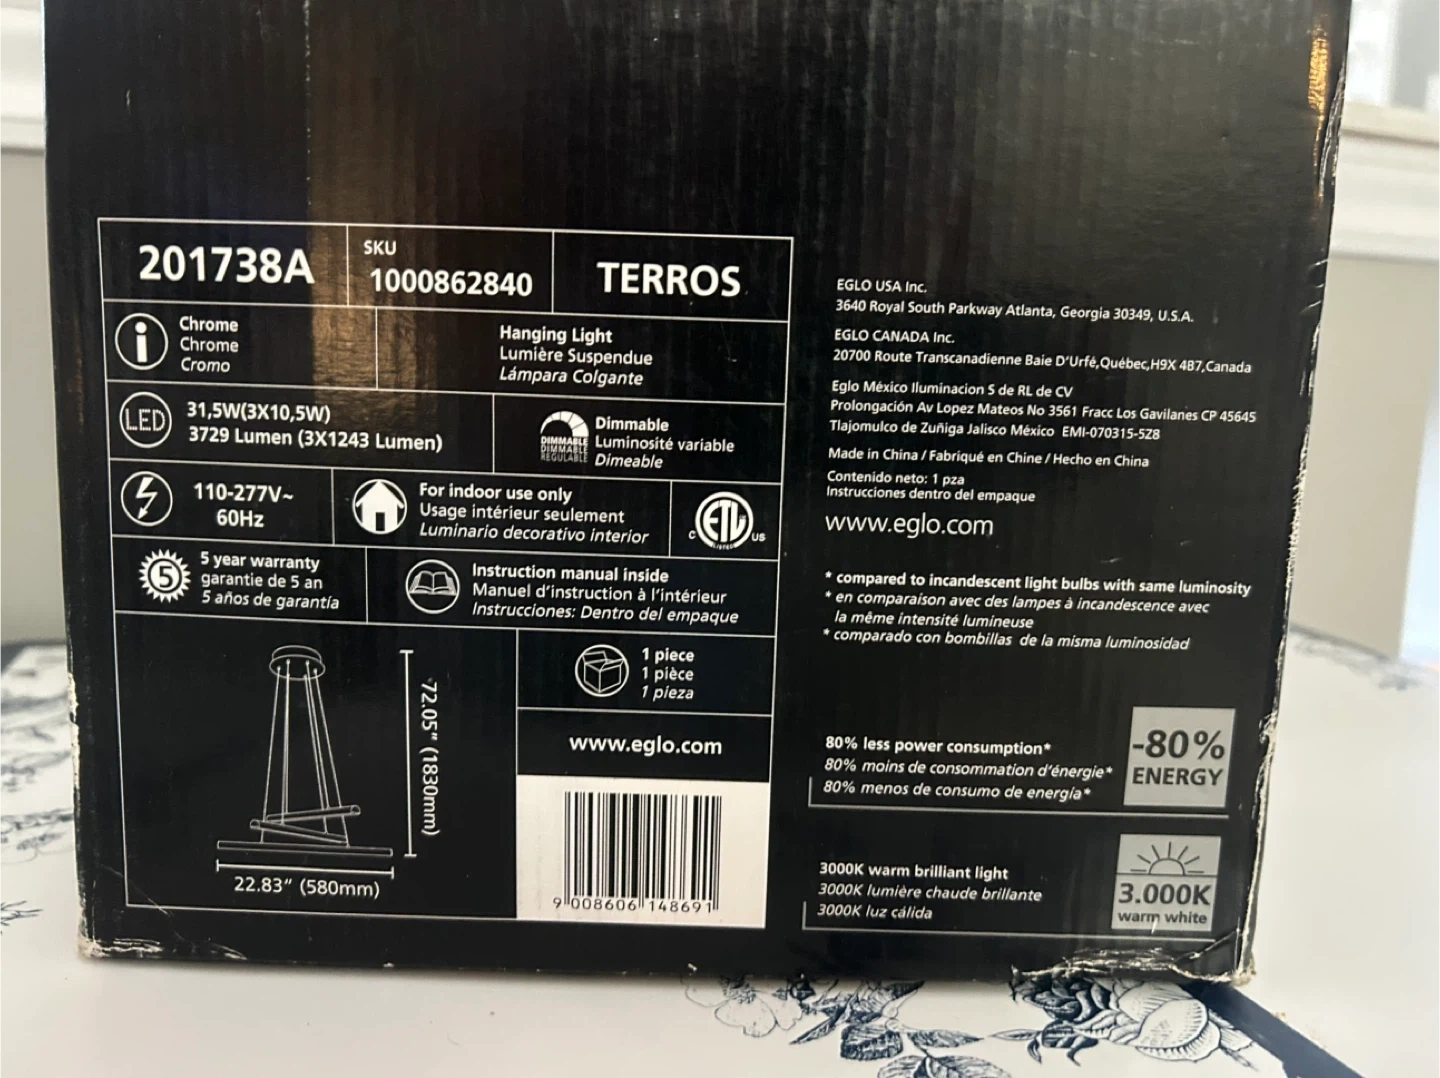 201738A
SKU
1000862840
TERROS
Chrome
Chrome
Cromo
Hanging Light
Lumière Suspendue
Lámpara Colgante
LED
31,5W(3X10,5W)
3729 Lumen (3X1243 Lumen)
DIMMABLE
DIMMABLE
REGULABLE
Dimmable
Luminosité variable
Dimeable
110-277V~
60Hz
For indoor use only
Usage intérieur seulement
Luminario decorativo interior
ETL
C LISTED US
5
5 year warranty
garantie de 5 an
5 años de garantía
Instruction manual inside
Manuel d'instruction à l'intérieur
Instrucciones: Dentro del empaque
72.05" (1830mm)
22.83" (580mm)
1 piece
1 pièce
1 pieza
www.eglo.com
9 008606 148691
EGLO USA Inc.
3640 Royal South Parkway Atlanta, Georgia 30349, U.S.A.
EGLO CANADA Inc.
20700 Route Transcanadienne Baie D'Urfé,Québec,H9X 4B7,Canada
Eglo México Iluminacion S de RL de CV
Prolongación Av Lopez Mateos No 3561 Fracc Los Gavilanes CP 45645
Tlajomulco de Zuñiga Jalisco México EMI-070315-5Z8
Made in China / Fabriqué en Chine / Hecho en China
Contenido neto: 1 pza
Instrucciones dentro del empaque
www.eglo.com
* compared to incandescent light bulbs with same luminosity
* en comparaison avec des lampes à incandescence avec
la même intensité lumineuse
* comparado con bombillas de la misma luminosidad
80% less power consumption*
80% moins de consommation d'énergie*
80% menos de consumo de energía*
-80%
ENERGY
3000K warm brilliant light
3000K lumière chaude brillante
3000K luz cálida
3.000K
warm white